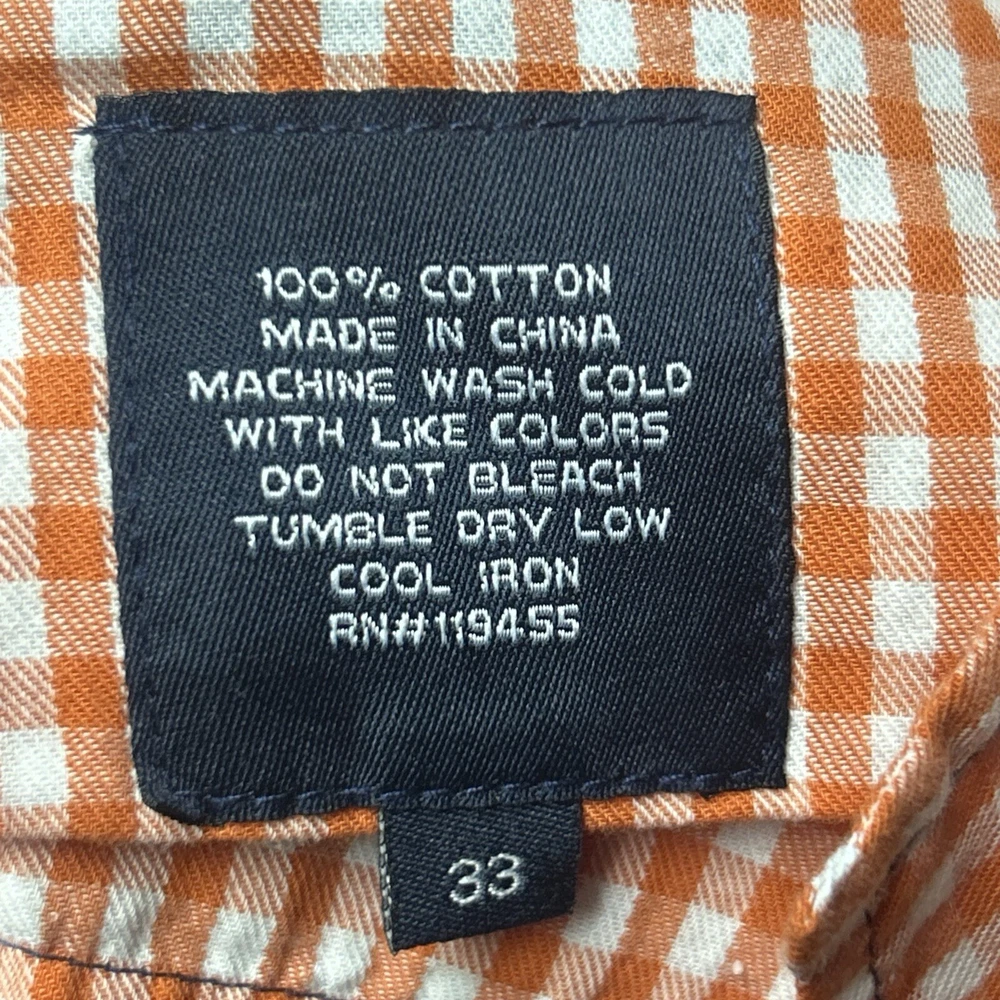 100% COTTON
MADE IN CHINA
MACHINE WASH COLD
WITH LIKE COLORS
DO NOT BLEACH
TUMBLE DRY LOW
COOL IRON
RN#119455
33